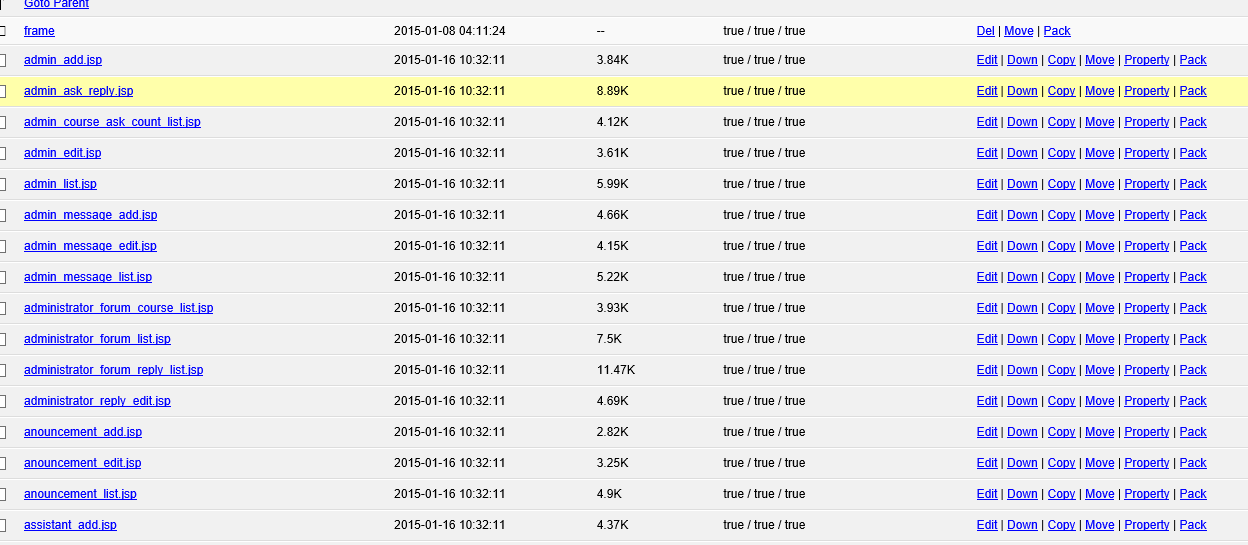 Goto Parent
frame 2015-01-08 04:11:24 -- true / true / true Del | Move | Pack
admin_add.jsp 2015-01-16 10:32:11 3.84K true / true / true Edit | Down | Copy | Move | Property | Pack
admin_ask_reply.jsp 2015-01-16 10:32:11 8.89K true / true / true Edit | Down | Copy | Move | Property | Pack
admin_course_ask_count_list.jsp 2015-01-16 10:32:11 4.12K true / true / true Edit | Down | Copy | Move | Property | Pack
admin_edit.jsp 2015-01-16 10:32:11 3.61K true / true / true Edit | Down | Copy | Move | Property | Pack
admin_list.jsp 2015-01-16 10:32:11 5.99K true / true / true Edit | Down | Copy | Move | Property | Pack
admin_message_add.jsp 2015-01-16 10:32:11 4.66K true / true / true Edit | Down | Copy | Move | Property | Pack
admin_message_edit.jsp 2015-01-16 10:32:11 4.15K true / true / true Edit | Down | Copy | Move | Property | Pack
admin_message_list.jsp 2015-01-16 10:32:11 5.22K true / true / true Edit | Down | Copy | Move | Property | Pack
administrator_forum_course_list.jsp 2015-01-16 10:32:11 3.93K true / true / true Edit | Down | Copy | Move | Property | Pack
administrator_forum_list.jsp 2015-01-16 10:32:11 7.5K true / true / true Edit | Down | Copy | Move | Property | Pack
administrator_forum_reply_list.jsp 2015-01-16 10:32:11 11.47K true / true / true Edit | Down | Copy | Move | Property | Pack
administrator_reply_edit.jsp 2015-01-16 10:32:11 4.69K true / true / true Edit | Down | Copy | Move | Property | Pack
anouncement_add.jsp 2015-01-16 10:32:11 2.82K true / true / true Edit | Down | Copy | Move | Property | Pack
anouncement_edit.jsp 2015-01-16 10:32:11 3.25K true / true / true Edit | Down | Copy | Move | Property | Pack
anouncement_list.jsp 2015-01-16 10:32:11 4.9K true / true / true Edit | Down | Copy | Move | Property | Pack
assistant_add.jsp 2015-01-16 10:32:11 4.37K true / true / true Edit | Down | Copy | Move | Property | Pack